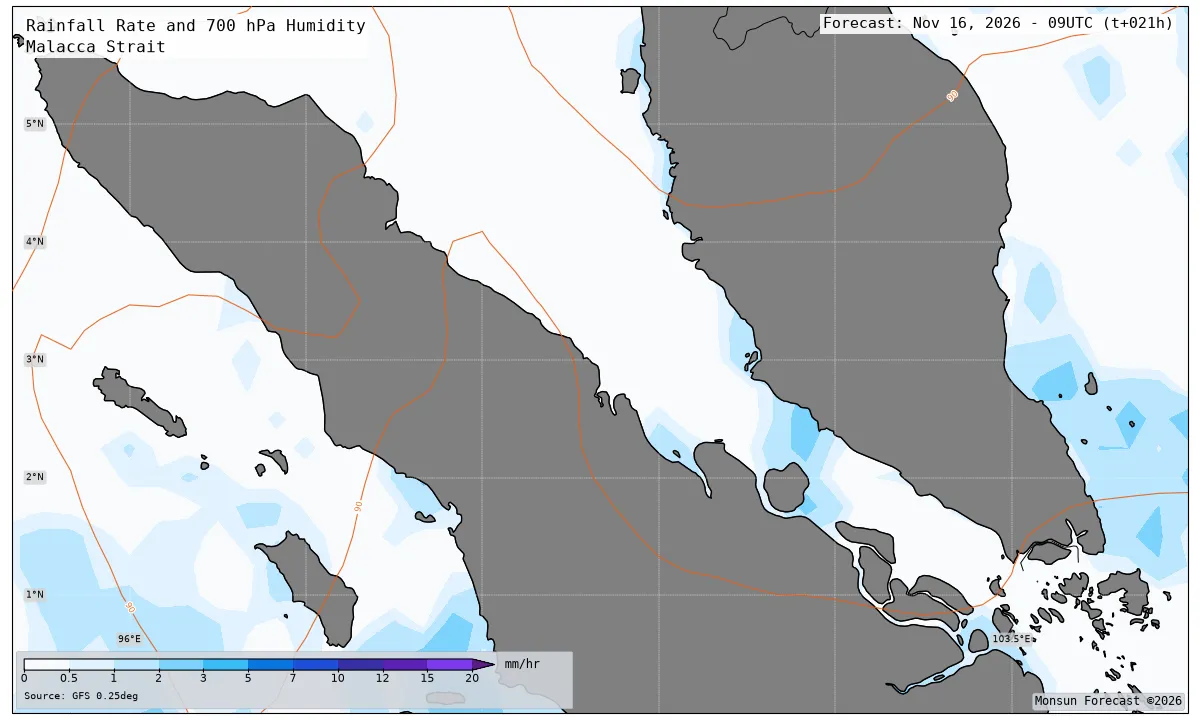 Rainfall Rate and 700 hPa Humidity
Malacca Strait
Forecast: Nov 16, 2026 - 09UTC (t+021h)
90
5°N
4°N
3°N
2°N
90
1°N
90
96°E
103.5°E
mm/hr
0 0.5 1 2 3 5 7 10 12 15 20
Source: GFS 0.25deg
Monsun Forecast ©2026